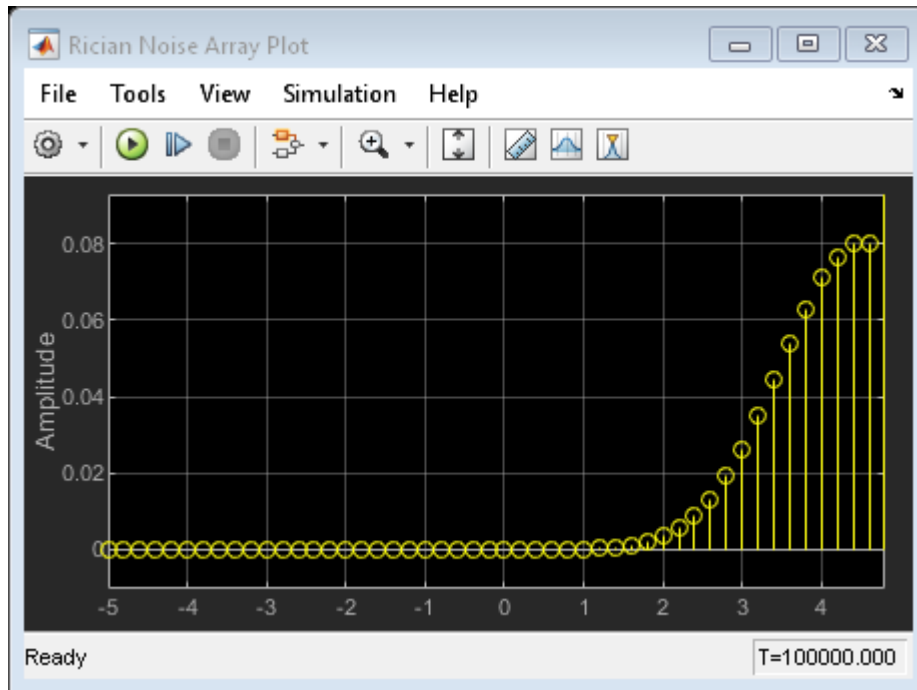 Rician Noise Array Plot
File Tools View Simulation Help
Amplitude
0.08
0.06
0.04
0.02
0
-5 -4 -3 -2 -1 0 1 2 3 4
Ready T=100000.000